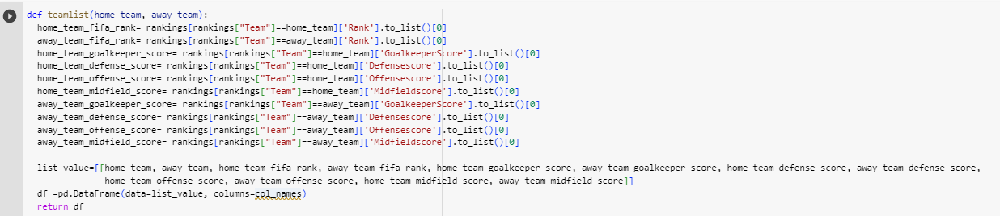 def teamlist(home_team, away_team):
  home_team_fifa_rank= rankings[rankings["Team"]==home_team]['Rank'].to_list()[0]
  away_team_fifa_rank= rankings[rankings["Team"]==away_team]['Rank'].to_list()[0]
  home_team_goalkeeper_score= rankings[rankings["Team"]==home_team]['GoalkeeperScore'].to_list()[0]
  home_team_defense_score= rankings[rankings["Team"]==home_team]['Defensescore'].to_list()[0]
  home_team_offense_score= rankings[rankings["Team"]==home_team]['Offensescore'].to_list()[0]
  home_team_midfield_score= rankings[rankings["Team"]==home_team]['Midfieldscore'].to_list()[0]
  away_team_goalkeeper_score= rankings[rankings["Team"]==away_team]['GoalkeeperScore'].to_list()[0]
  away_team_defense_score= rankings[rankings["Team"]==away_team]['Defensescore'].to_list()[0]
  away_team_offense_score= rankings[rankings["Team"]==away_team]['Offensescore'].to_list()[0]
  away_team_midfield_score= rankings[rankings["Team"]==away_team]['Midfieldscore'].to_list()[0]

  list_value=[[home_team, away_team, home_team_fifa_rank, away_team_fifa_rank, home_team_goalkeeper_score, away_team_goalkeeper_score, home_team_defense_score, away_team_defense_score,
               home_team_offense_score, away_team_offense_score, home_team_midfield_score, away_team_midfield_score]]
  df =pd.DataFrame(data=list_value, columns=col_names)
  return df